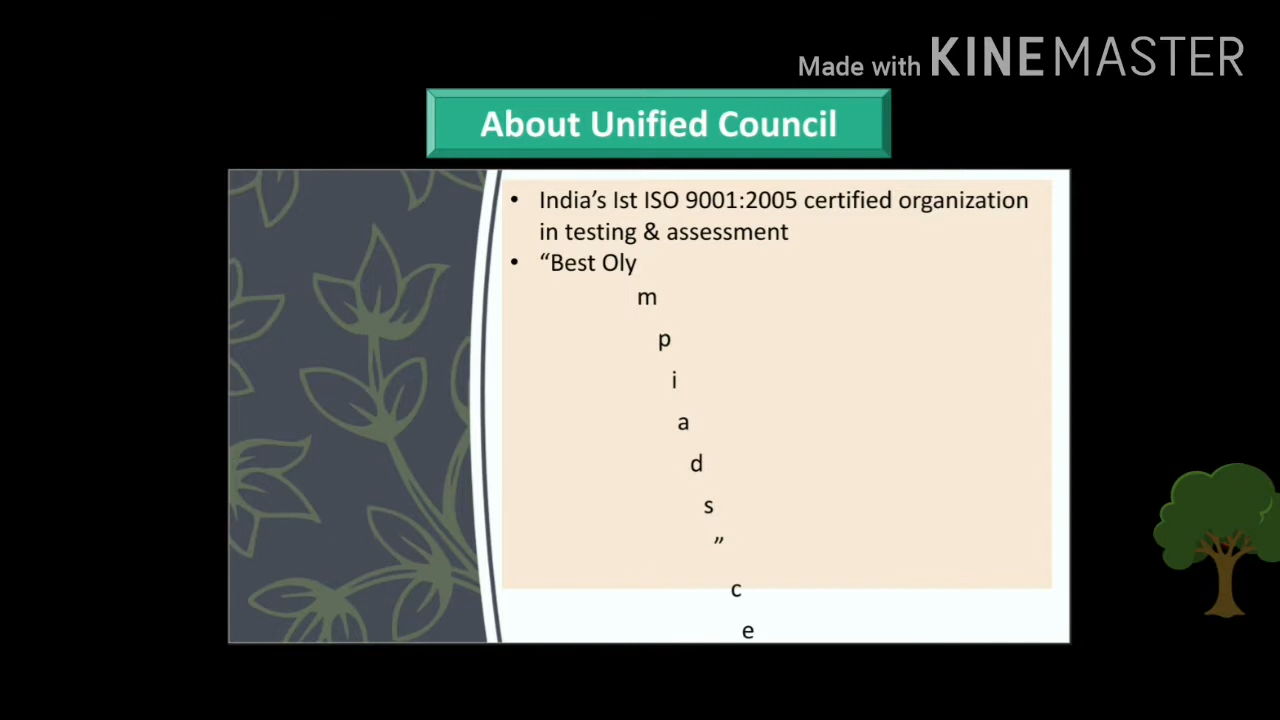 Made with KINEMASTER
About Unified Council
• India’s Ist ISO 9001:2005 certified organization
in testing & assessment
• “Best Oly
m
p
i
a
d
s
”
c
e